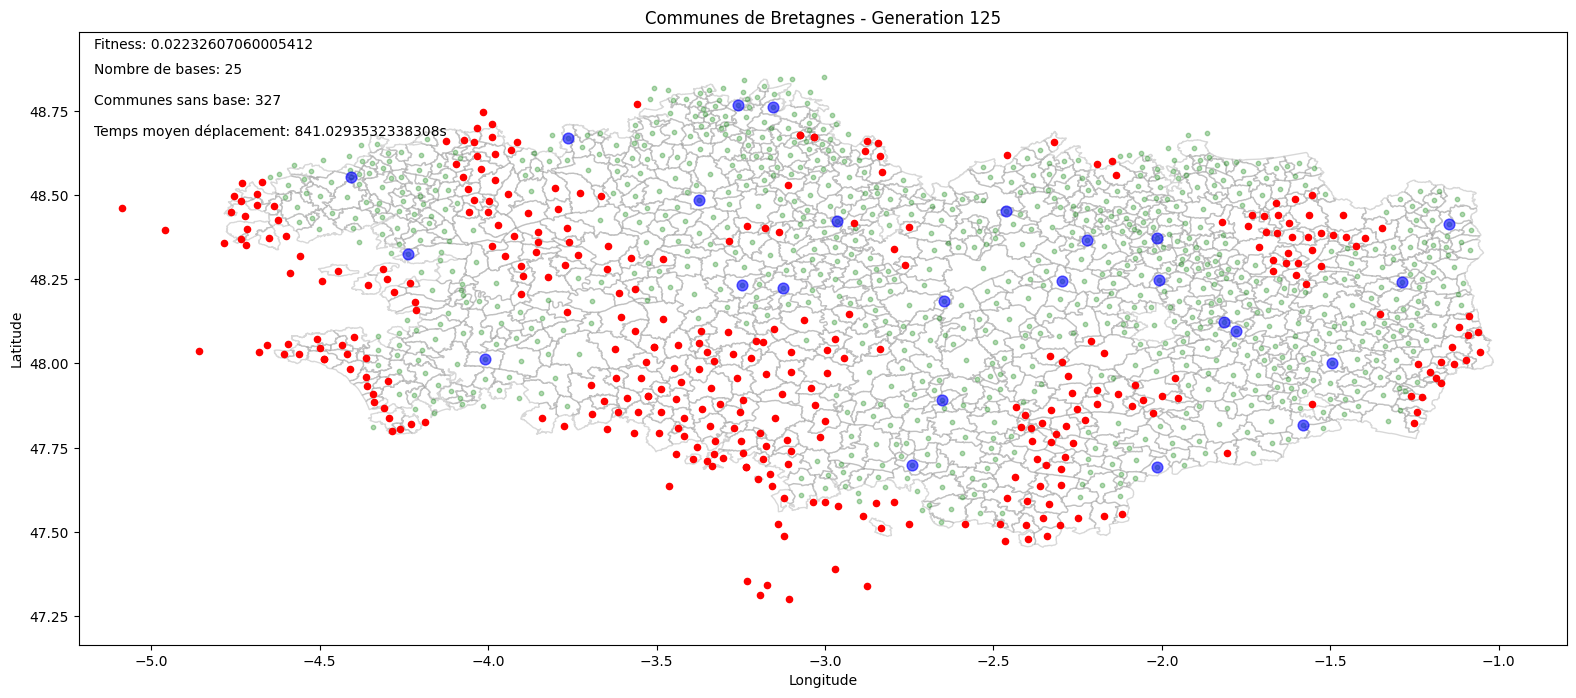 Communes de Bretagnes - Generation 125
Fitness: 0.02232607060005412
Nombre de bases: 25
Communes sans base: 327
Temps moyen déplacement: 841.0293532338308s
Latitude
48.75
48.50
48.25
48.00
47.75
47.50
47.25
−5.0 −4.5 −4.0 −3.5 −3.0 −2.5 −2.0 −1.5 −1.0
Longitude